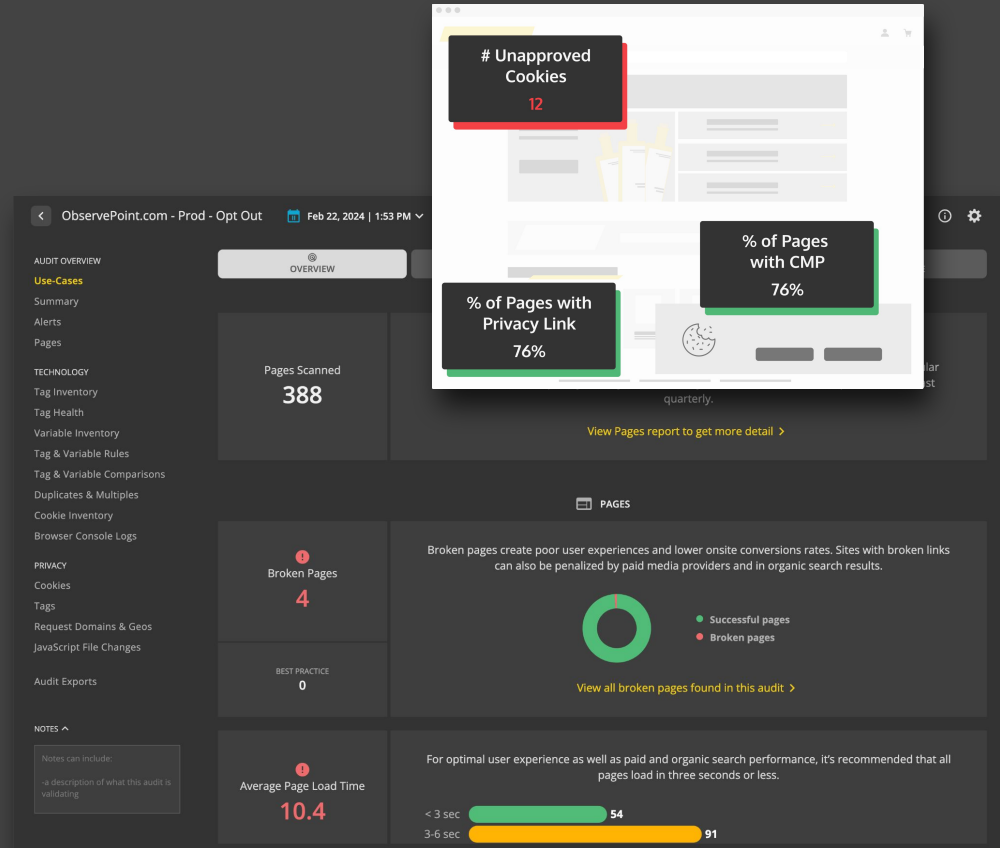 # Unapproved
Cookies
12
% of Pages
with CMP
76%
% of Pages with
Privacy Link
76%
ObservePoint.com - Prod - Opt Out
Feb 22, 2024 | 1:53 PM
AUDIT OVERVIEW
Use-Cases
Summary
Alerts
Pages
TECHNOLOGY
Tag Inventory
Tag Health
Variable Inventory
Tag & Variable Rules
Tag & Variable Comparisons
Duplicates & Multiples
Cookie Inventory
Browser Console Logs
PRIVACY
Cookies
Tags
Request Domains & Geos
JavaScript File Changes
Audit Exports
NOTES
Notes can include:
-a description of what this audit is
validating
OVERVIEW
Pages Scanned
388
quarterly.
View Pages report to get more detail >
PAGES
Broken Pages
4
BEST PRACTICE
0
Broken pages create poor user experiences and lower onsite conversions rates. Sites with broken links
can also be penalized by paid media providers and in organic search results.
Successful pages
Broken pages
View all broken pages found in this audit >
Average Page Load Time
10.4
For optimal user experience as well as paid and organic search performance, it's recommended that all
pages load in three seconds or less.
< 3 sec 54
3-6 sec 91